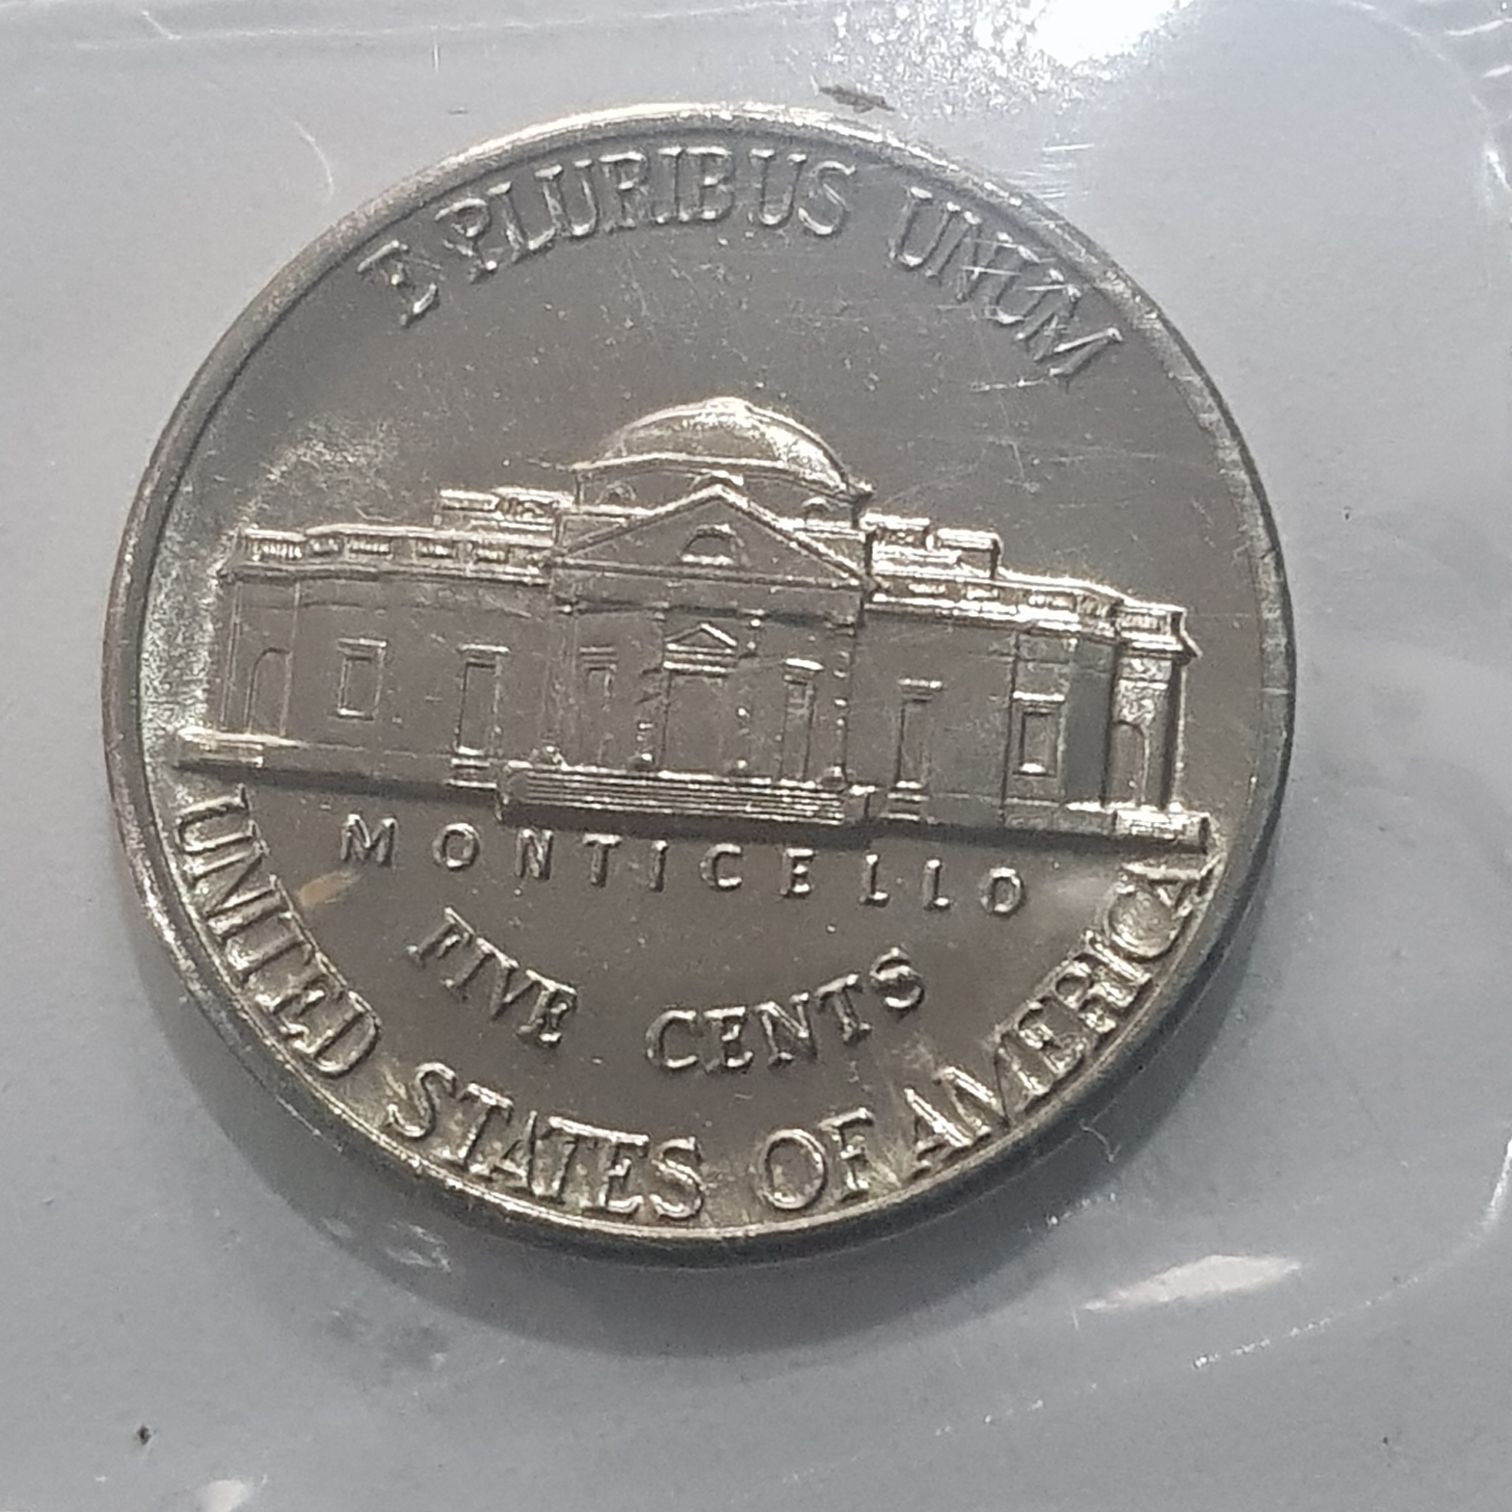 E PLURIBUS UNUM
MONTICELLO
FIVE CENTS
UNITED STATES OF AMERICA